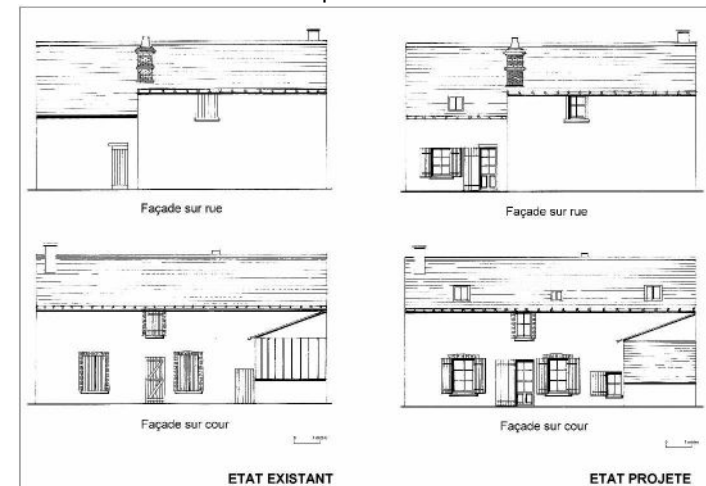 Façade sur rue
Façade sur rue
Façade sur cour
Façade sur cour
ETAT EXISTANT
ETAT PROJETE